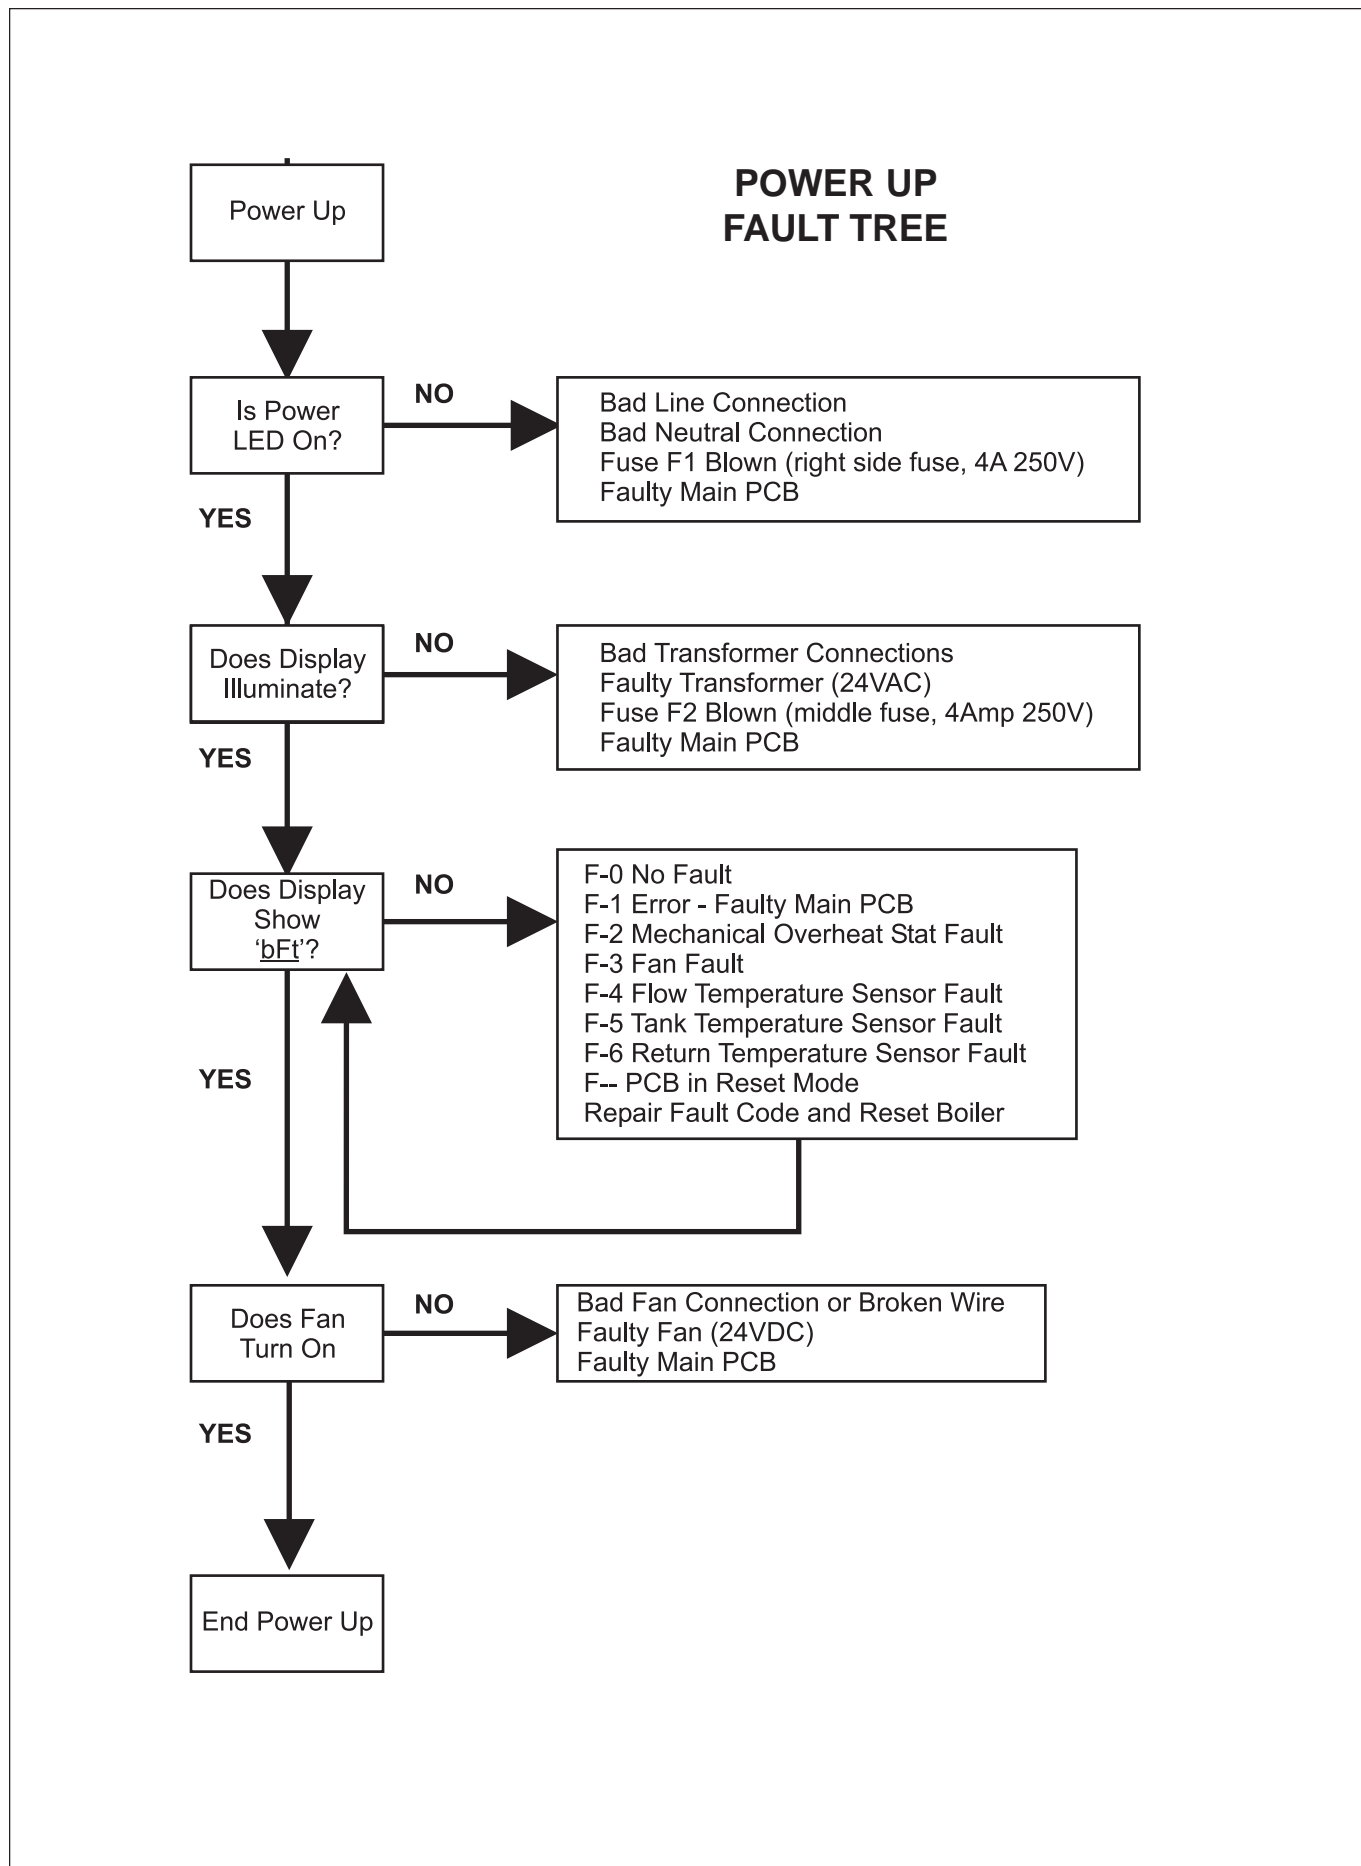 POWER UP
FAULT TREE
Power Up
Is Power
LED On?
NO
Bad Line Connection
Bad Neutral Connection
Fuse F1 Blown (right side fuse, 4A 250V)
Faulty Main PCB
YES
Does Display
Illuminate?
NO
Bad Transformer Connections
Faulty Transformer (24VAC)
Fuse F2 Blown (middle fuse, 4Amp 250V)
Faulty Main PCB
YES
Does Display
Show
‘bFt’?
NO
F-0 No Fault
F-1 Error - Faulty Main PCB
F-2 Mechanical Overheat Stat Fault
F-3 Fan Fault
F-4 Flow Temperature Sensor Fault
F-5 Tank Temperature Sensor Fault
F-6 Return Temperature Sensor Fault
F-- PCB in Reset Mode
Repair Fault Code and Reset Boiler
YES
Does Fan
Turn On
NO
Bad Fan Connection or Broken Wire
Faulty Fan (24VDC)
Faulty Main PCB
YES
End Power Up